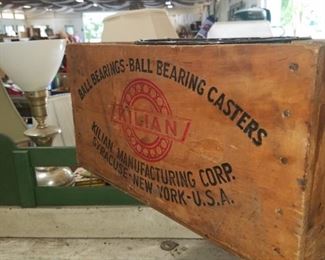 BALL BEARINGS-BALL BEARING CASTERS
KILIAN
KILIAN MANUFACTURING CORP.
SYRACUSE-NEW YORK-U.S.A.